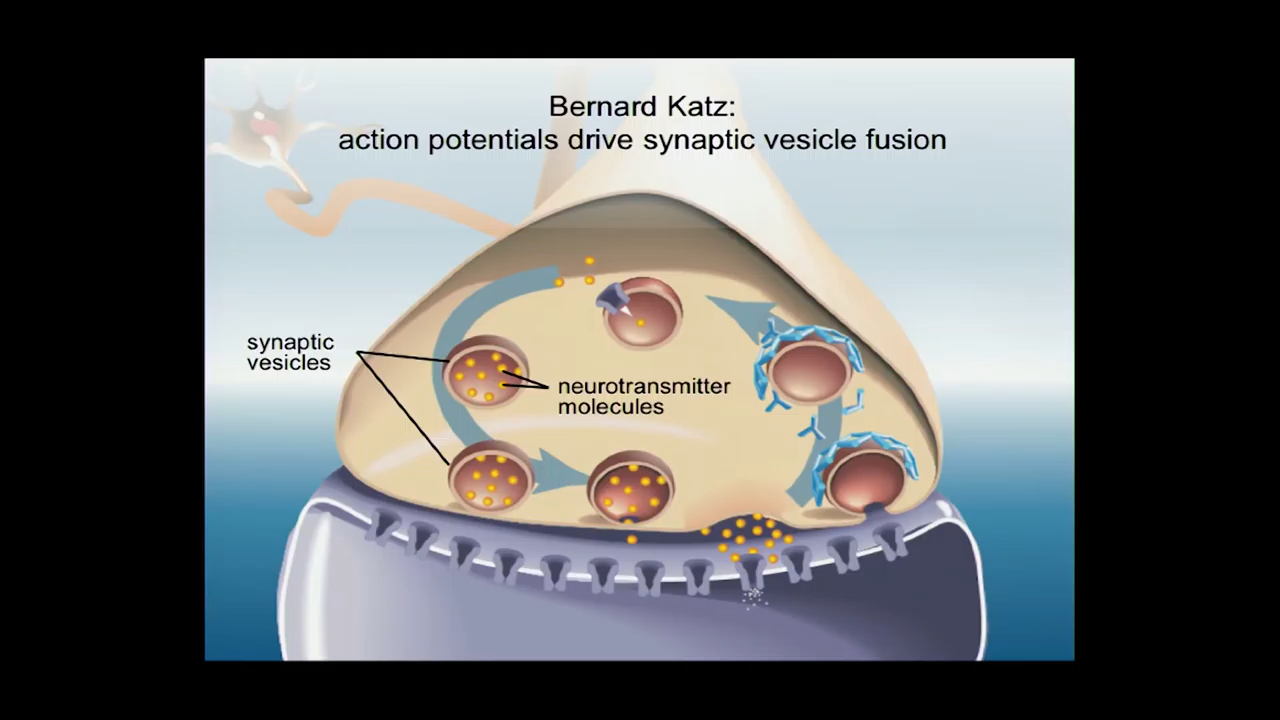 Bernard Katz:
action potentials drive synaptic vesicle fusion
synaptic
vesicles
neurotransmitter
molecules